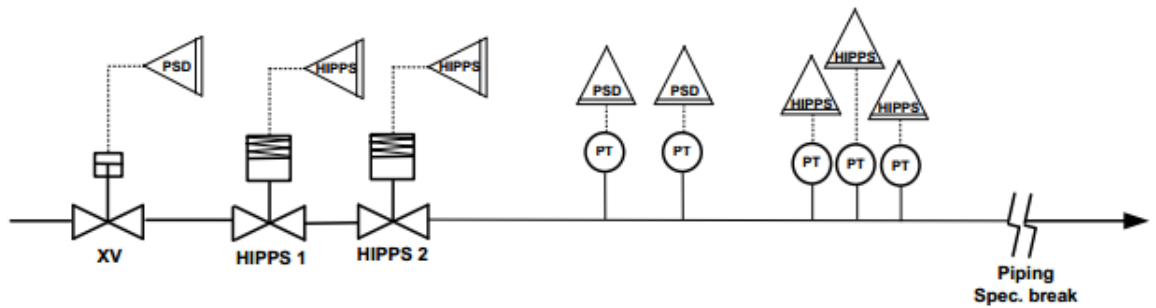 PSD
HIPPS
HIPPS
PSD
PSD
HIPPS
HIPPS
HIPPS
PT
PT
PT
PT
PT
XV
HIPPS 1
HIPPS 2
Piping
Spec. break